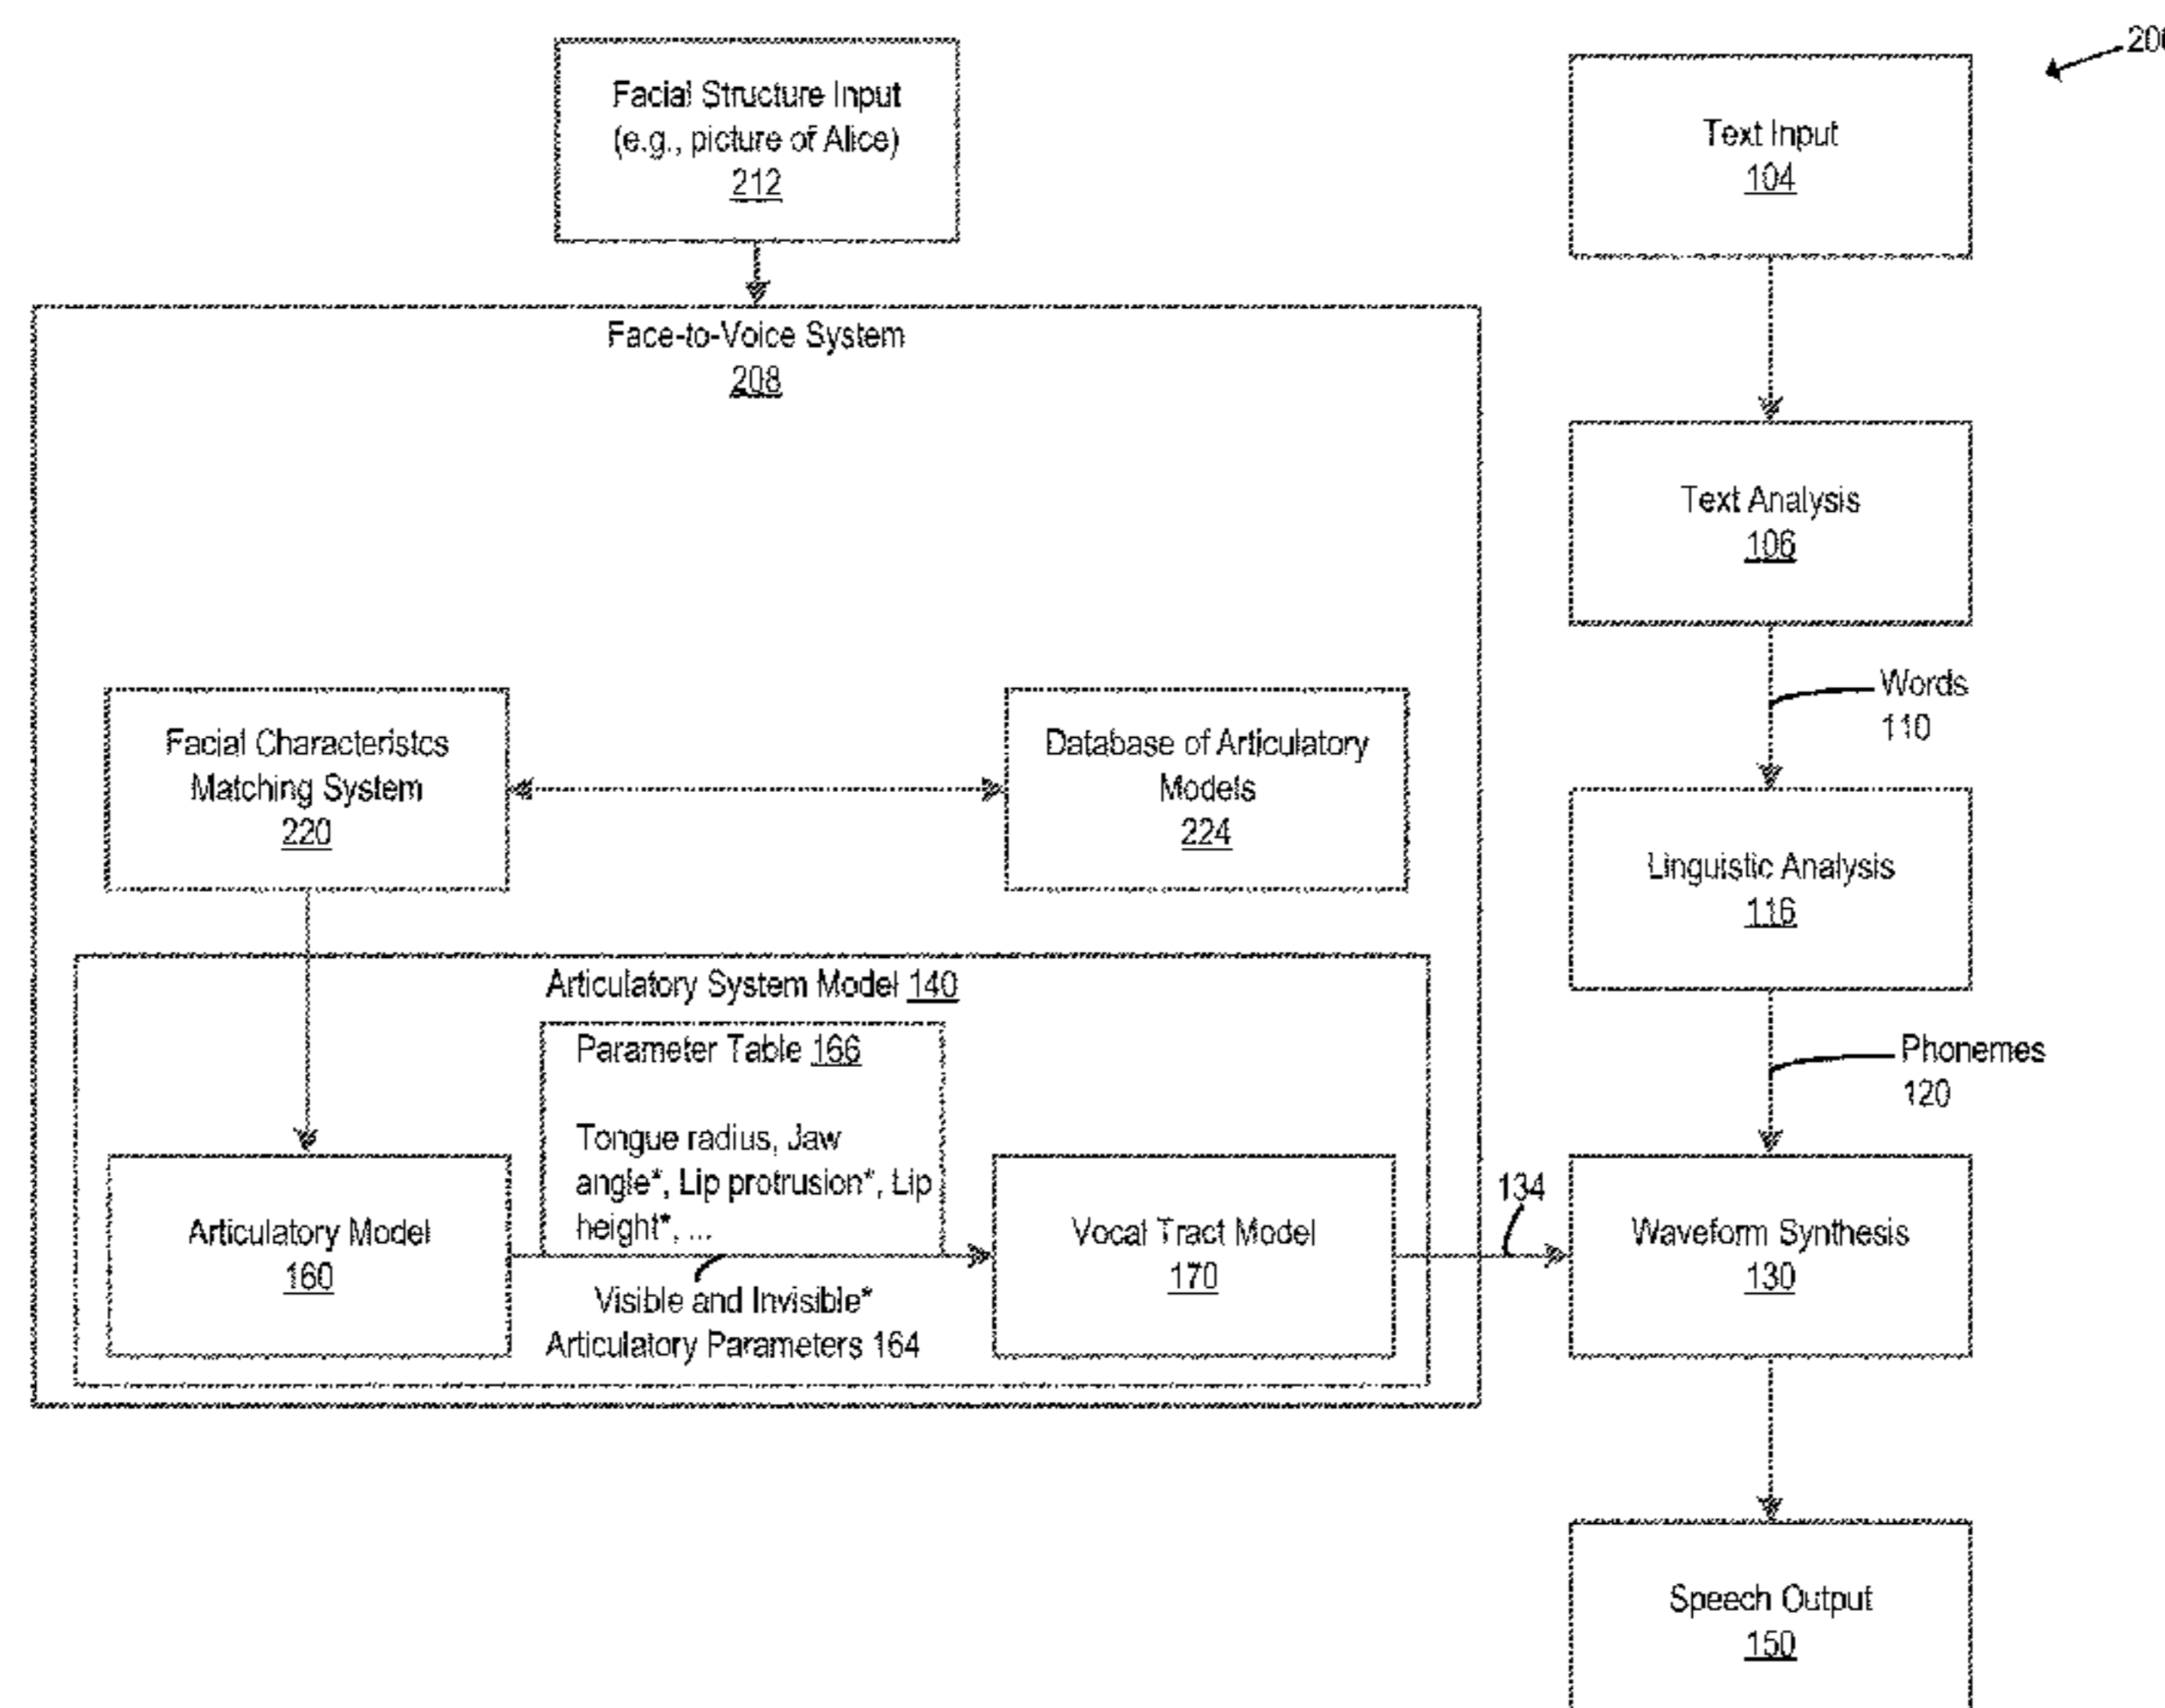 Facial Structure Input
(e.g., picture of Alice)
212
Face-to-Voice System
208
Facial Characteristcs
Matching System
220
Database of Articulatory
Models
224
Articulatory System Model 140
Parameter Table 166
Tongue radius, Jaw
angle*, Lip protrusion*, Lip
height*, ...
Articulatory Model
160
Visible and Invisible*
Articulatory Parameters 164
Vocal Tract Model
170
134
Text Input
104
Text Analysis
106
Words
110
Linguistic Analysis
116
Phonemes
120
Waveform Synthesis
130
Speech Output
150